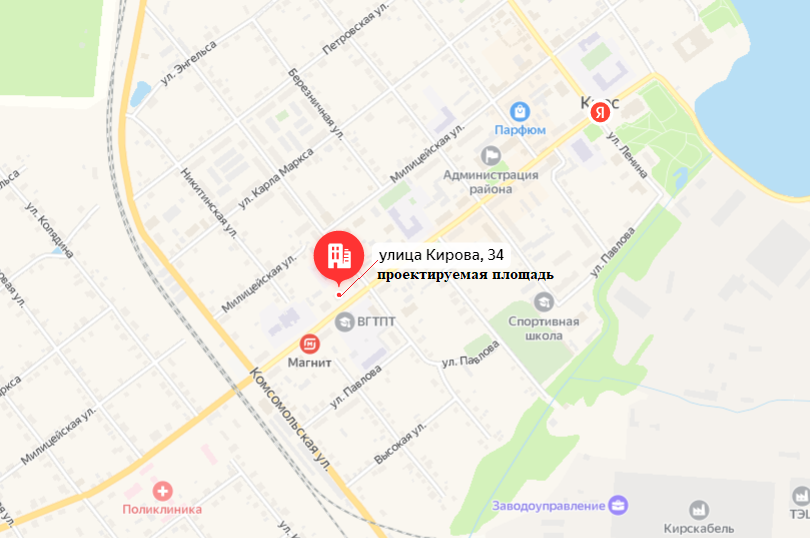 Петровская ул.
ул. Энгельса
Березничная ул.
Кирс
Я
Парфюм
ул. Ленина
Милицейская ул.
ул. Карла Маркса
Администрация
района
Никитинская ул.
ул. Колядина
улица Кирова, 34
проектируемая площадь
ул. Павлова
Милицейская ул.
ВГТПТ
Спортивная
школа
Магнит
ул. Павлова
ул. Павлова
Комсомольская ул.
Милицейская ул.
Высокая ул.
Поликлиника
Заводоуправление
Кирскабель
ТЭЦ